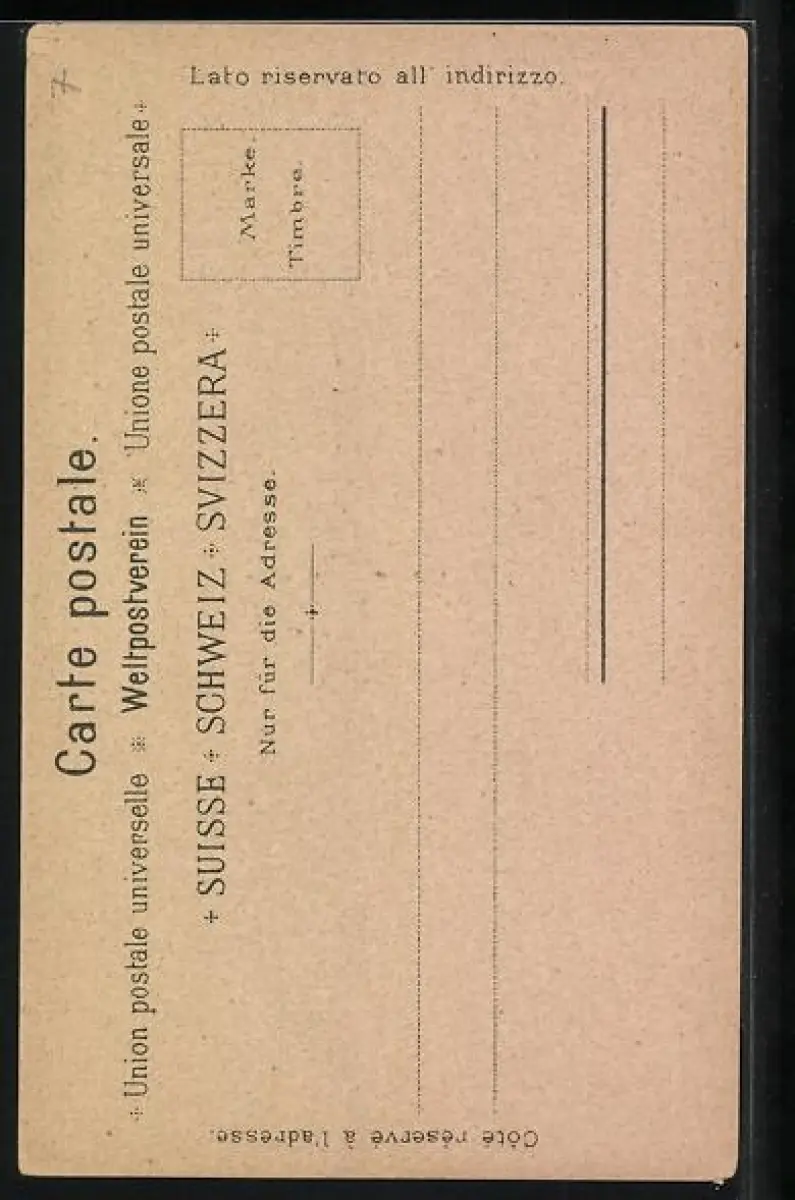 Carte postale.
Union postale universelle ※ Weltpostverein ※ Unione postale universale
+ SUISSE + SCHWEIZ + SVIZZERA +
Nur für die Adresse.
Marke.
Timbre.
Côté réservé à l'adresse.
Lato riservato all' indirizzo.
7